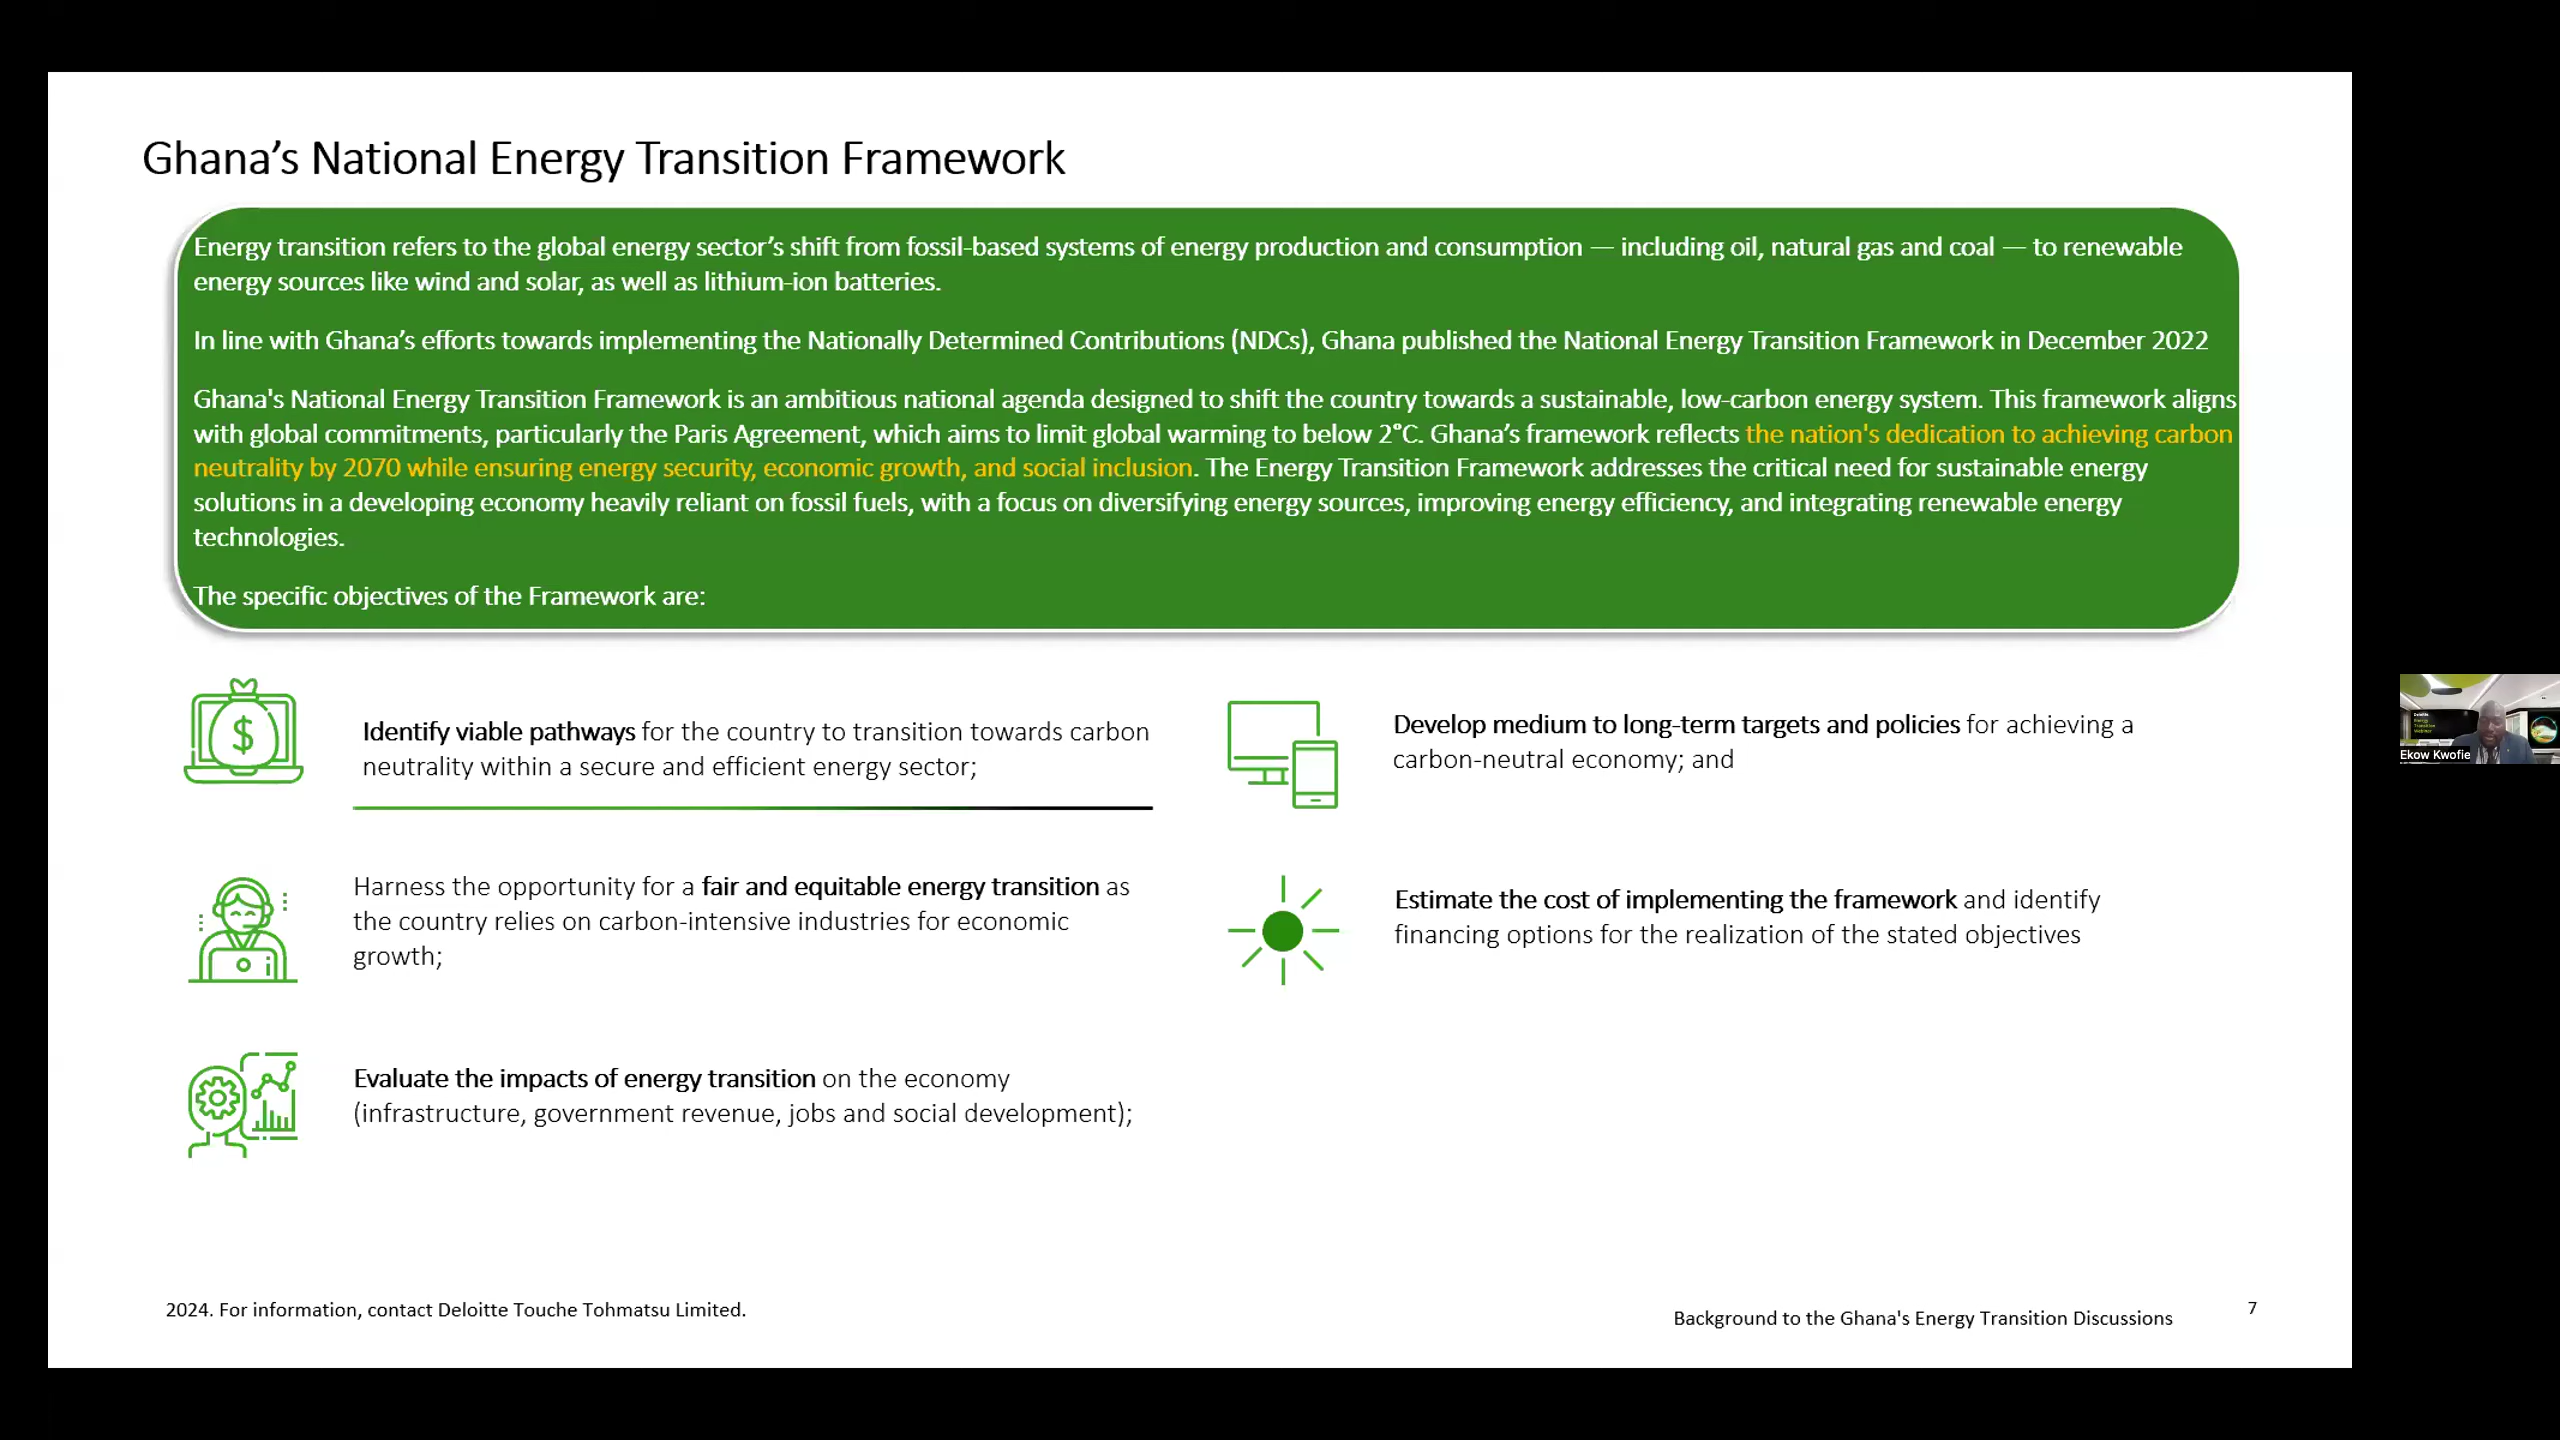 Ghana’s National Energy Transition Framework
Energy transition refers to the global energy sector’s shift from fossil-based systems of energy production and consumption — including oil, natural gas and coal — to renewable
energy sources like wind and solar, as well as lithium-ion batteries.
In line with Ghana’s efforts towards implementing the Nationally Determined Contributions (NDCs), Ghana published the National Energy Transition Framework in December 2022
Ghana's National Energy Transition Framework is an ambitious national agenda designed to shift the country towards a sustainable, low-carbon energy system. This framework aligns
with global commitments, particularly the Paris Agreement, which aims to limit global warming to below 2°C. Ghana’s framework reflects the nation's dedication to achieving carbon
neutrality by 2070 while ensuring energy security, economic growth, and social inclusion. The Energy Transition Framework addresses the critical need for sustainable energy
solutions in a developing economy heavily reliant on fossil fuels, with a focus on diversifying energy sources, improving energy efficiency, and integrating renewable energy
technologies.
The specific objectives of the Framework are:
$
Identify viable pathways for the country to transition towards carbon
neutrality within a secure and efficient energy sector;
Harness the opportunity for a fair and equitable energy transition as
the country relies on carbon-intensive industries for economic
growth;
Evaluate the impacts of energy transition on the economy
(infrastructure, government revenue, jobs and social development);
Develop medium to long-term targets and policies for achieving a
carbon-neutral economy; and
Estimate the cost of implementing the framework and identify
financing options for the realization of the stated objectives
2024. For information, contact Deloitte Touche Tohmatsu Limited.
Background to the Ghana's Energy Transition Discussions
7
Ekow Kwofie